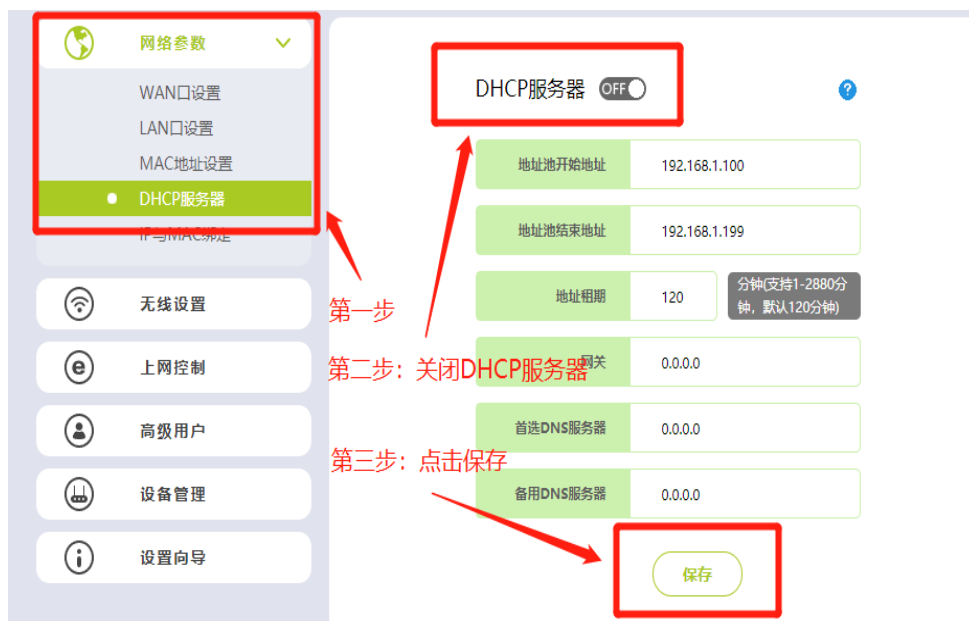 网络参数
WAN口设置
LAN口设置
MAC地址设置
DHCP服务器
IP与MAC绑定
无线设置
上网控制
高级用户
设备管理
设置向导
DHCP服务器 OFF
?
地址池开始地址 192.168.1.100
地址池结束地址 192.168.1.199
地址租期 120 分钟(支持1-2880分
钟，默认120分钟)
网关 0.0.0.0
首选DNS服务器 0.0.0.0
备用DNS服务器 0.0.0.0
保存
第一步
第二步：关闭DHCP服务器
第三步：点击保存